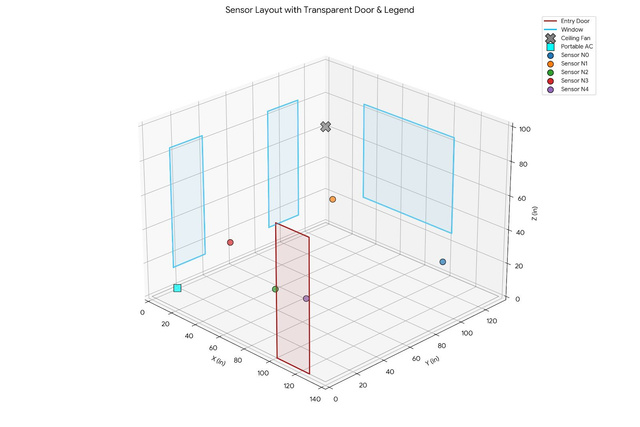 Sensor Layout with Transparent Door & Legend
Entry Door
Window
Ceiling Fan
Portable AC
Sensor N0
Sensor N1
Sensor N2
Sensor N3
Sensor N4
100
80
60
40
20
0
Z (in)
0
20
40
60
80
100
120
140
X (in)
0
20
40
60
80
100
120
Y (in)